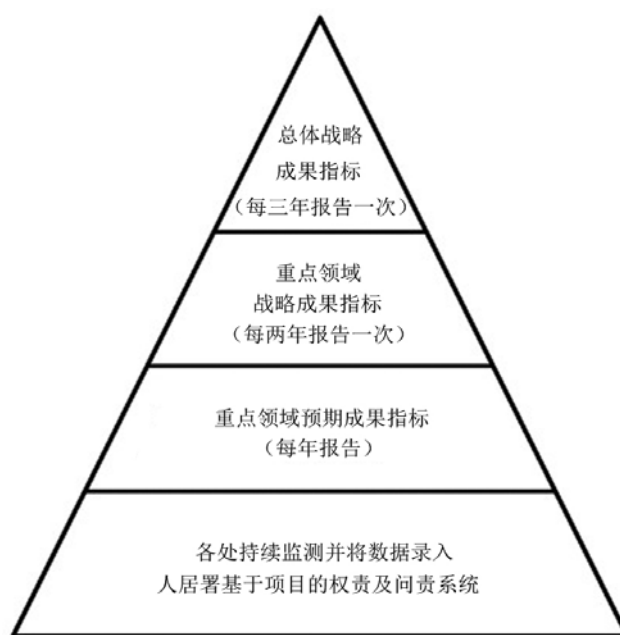 总体战略
成果指标
（每三年报告一次）
重点领域
战略成果指标
（每两年报告一次）
重点领域预期成果指标
（每年报告）
各处持续监测并将数据录入
人居署基于项目的权责及问责系统